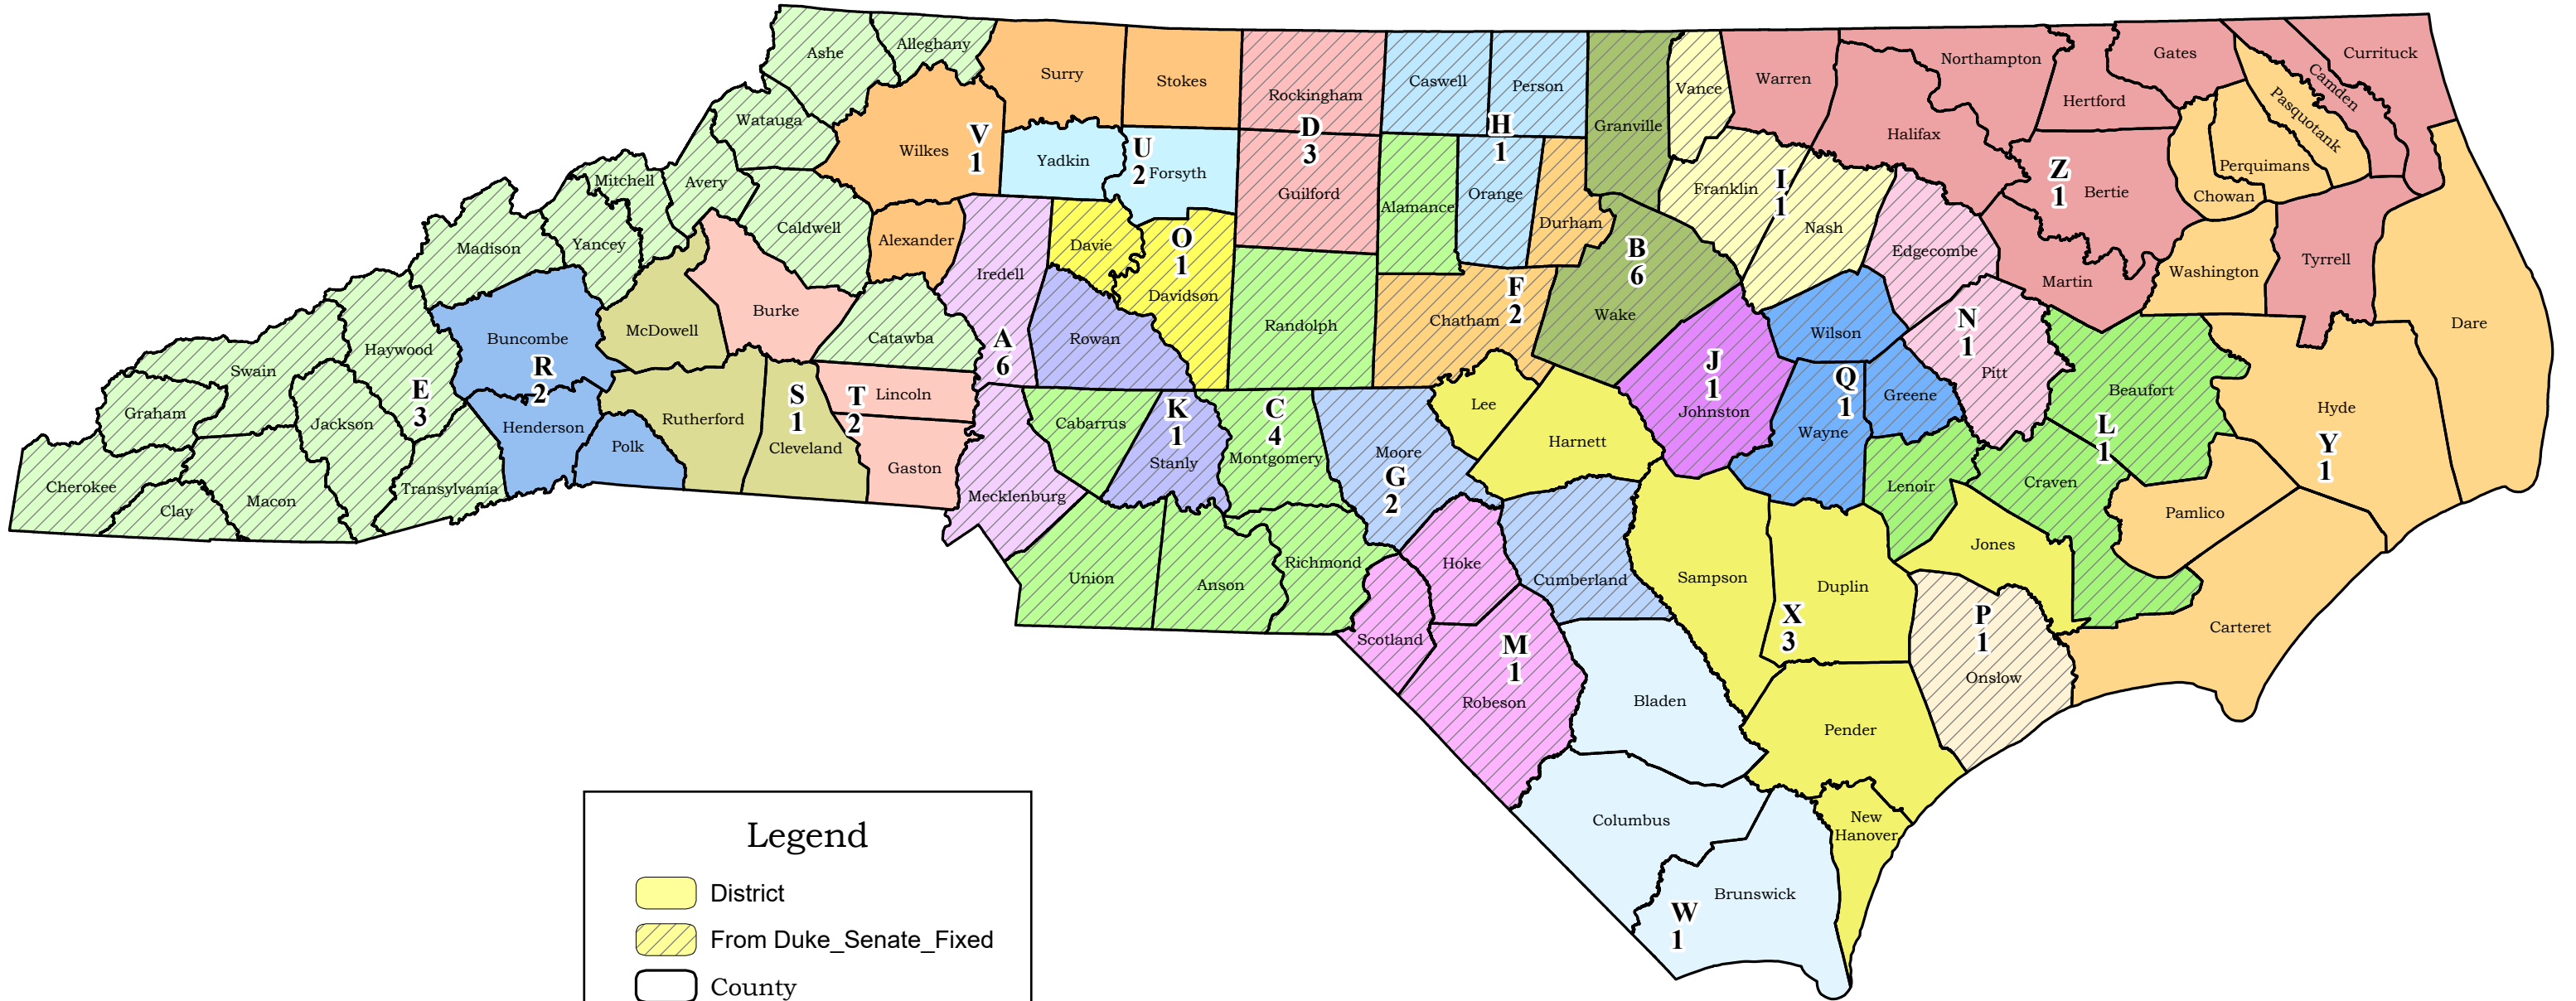 Ashe
Alleghany
Surry
Stokes
Rockingham
Caswell
Person
Granville
Vance
Warren
Northampton
Gates
Currituck
Camden
Hertford
Pasquotank
Halifax
Watauga
Wilkes
V
1
Yadkin
U
2
Forsyth
D
3
Guilford
H
1
Alamance
Orange
Durham
Franklin
I
1
Nash
Z
1
Bertie
Perquimans
Chowan
Mitchell
Avery
Caldwell
Alexander
Iredell
Davie
O
1
Davidson
B
6
Wake
Edgecombe
Martin
Washington
Tyrrell
Dare
Madison
Yancey
Buncombe
McDowell
Burke
Catawba
Rowan
Randolph
Chatham
F
2
Wilson
N
1
Pitt
Beaufort
Haywood
Swain
Graham
Jackson
E
3
R
2
Henderson
Polk
Rutherford
S
1
Cleveland
T
2
Lincoln
Gaston
A
6
Cabarrus
K
1
Stanly
C
4
Montgomery
Moore
G
2
Lee
Harnett
J
1
Johnston
Q
1
Wayne
Greene
L
1
Hyde
Y
1
Cherokee
Clay
Macon
Transylvania
Mecklenburg
Lenoir
Craven
Pamlico
Union
Anson
Richmond
Hoke
Cumberland
Sampson
Duplin
Jones
X
3
P
1
Onslow
Carteret
Scotland
M
1
Robeson
Bladen
Pender
Columbus
New
Hanover
Brunswick
W
1
Legend
District
From Duke_Senate_Fixed
County